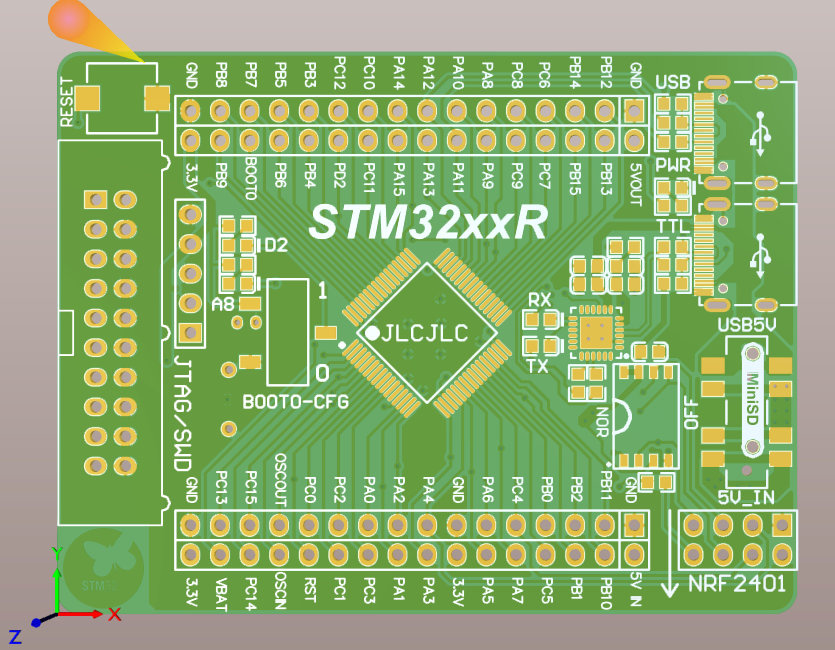 RESET
GND PB8 PB7 PB5 PB3 PC12 PC10 PA14 PA12 PA10 PA8 PC8 PC6 PB14 PB12 GND
USB
3.3V PB9 BOOT0 PB6 PB4 PD2 PC11 PA15 PA13 PA11 PA9 PC9 PC7 PB15 PB13 5VOUT
PWR
STM32xxR
TTL
D2
1
A8
RX
JLCJLC
USB5V
TX
0
MiniSD
JTAG/SWD
BOOT0-CFG
NOR
OFF
GND PC13 PC15 OSCOUT PC0 PC2 PA0 PA2 PA4 GND PA6 PC4 PB0 PB2 PB11 GND
5V_IN
3.3V VBAT PC14 OSCIN RST PC1 PC3 PA1 PA3 3.3V PA5 PA7 PC5 PB1 PB10 5V IN
NRF2401
Y
X
Z